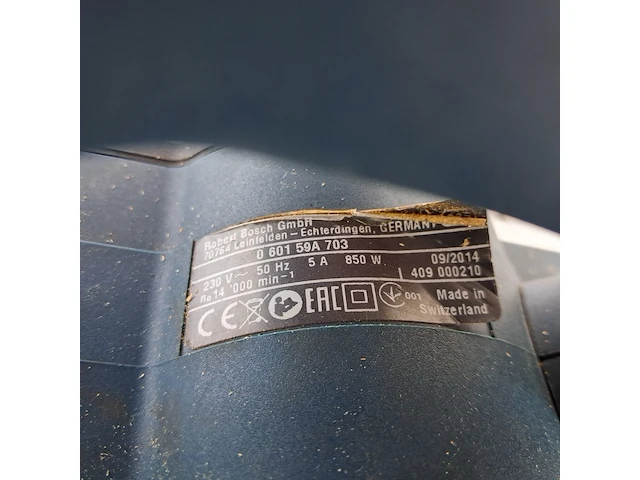 Robert Bosch GmbH
70764 Leinfelden – Echterdingen, GERMANY
0 601 59A 703
230 V ~ 50 Hz 5 A 850 W 09/2014
n₀ 14 '000 min-1 409 000210
CE EAC 001 Made in
Switzerland